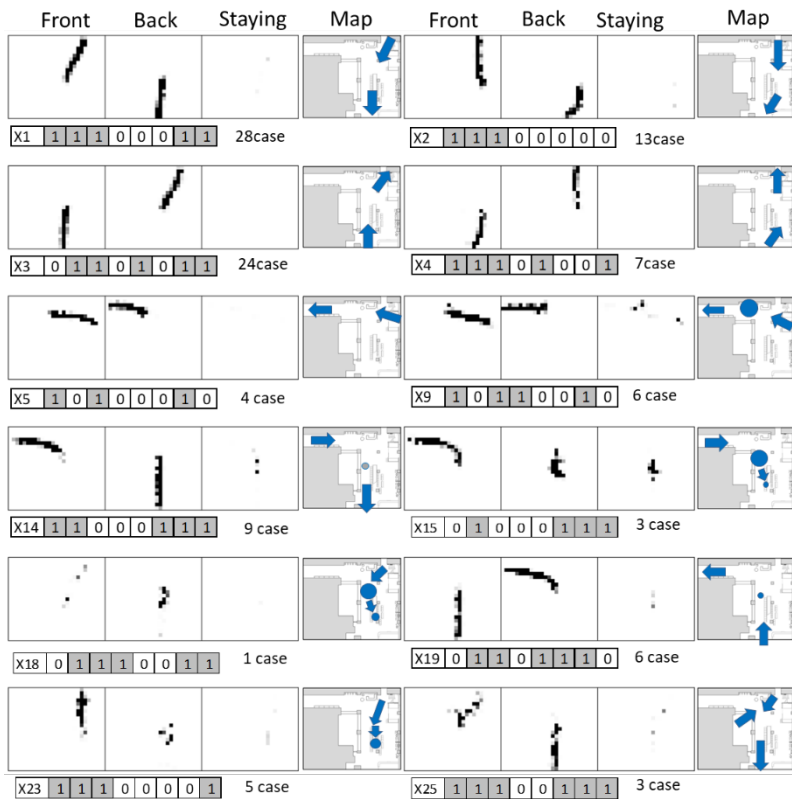 Front Back Staying Map Front Back Staying Map
X1 1 1 1 0 0 0 1 1 28case X2 1 1 1 0 0 0 0 0 13case
X3 0 1 1 0 1 0 1 1 24case X4 1 1 1 0 1 0 0 1 7case
X5 1 0 1 0 0 0 1 0 4 case X9 1 0 1 1 0 0 1 0 6 case
X14 1 1 0 0 0 1 1 1 9 case X15 0 1 0 0 0 1 1 1 3 case
X18 0 1 1 1 0 0 1 1 1 case X19 0 1 1 0 1 1 1 0 6 case
X23 1 1 1 0 0 0 0 1 5 case X25 1 1 1 0 0 1 1 1 3 case